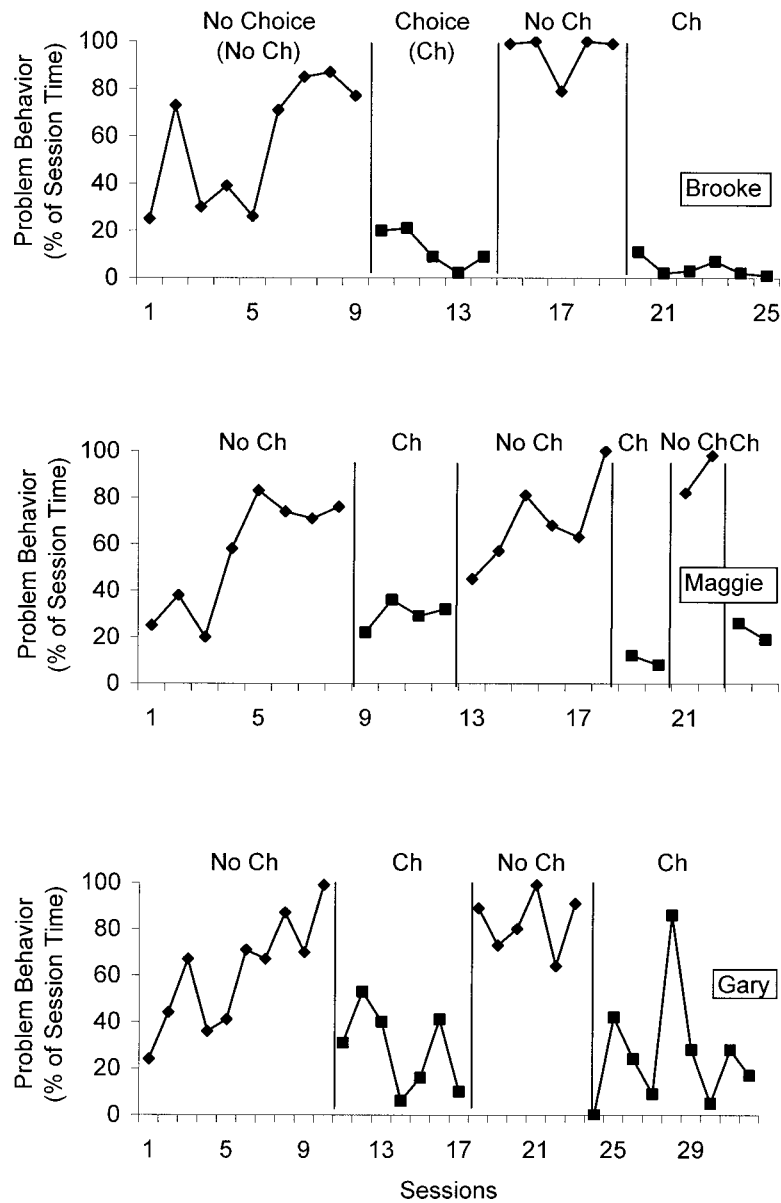 No Choice
(No Ch)
Choice
(Ch)
No Ch
Ch
Problem Behavior
(% of Session Time)
100
80
60
40
20
0
Brooke
1
5
9
13
17
21
25
No Ch
Ch
No Ch
Ch
No Ch
Ch
Problem Behavior
(% of Session Time)
100
80
60
40
20
0
Maggie
1
5
9
13
17
21
No Ch
Ch
No Ch
Ch
Problem Behavior
(% of Session Time)
100
80
60
40
20
0
Gary
1
5
9
13
17
21
25
29
Sessions